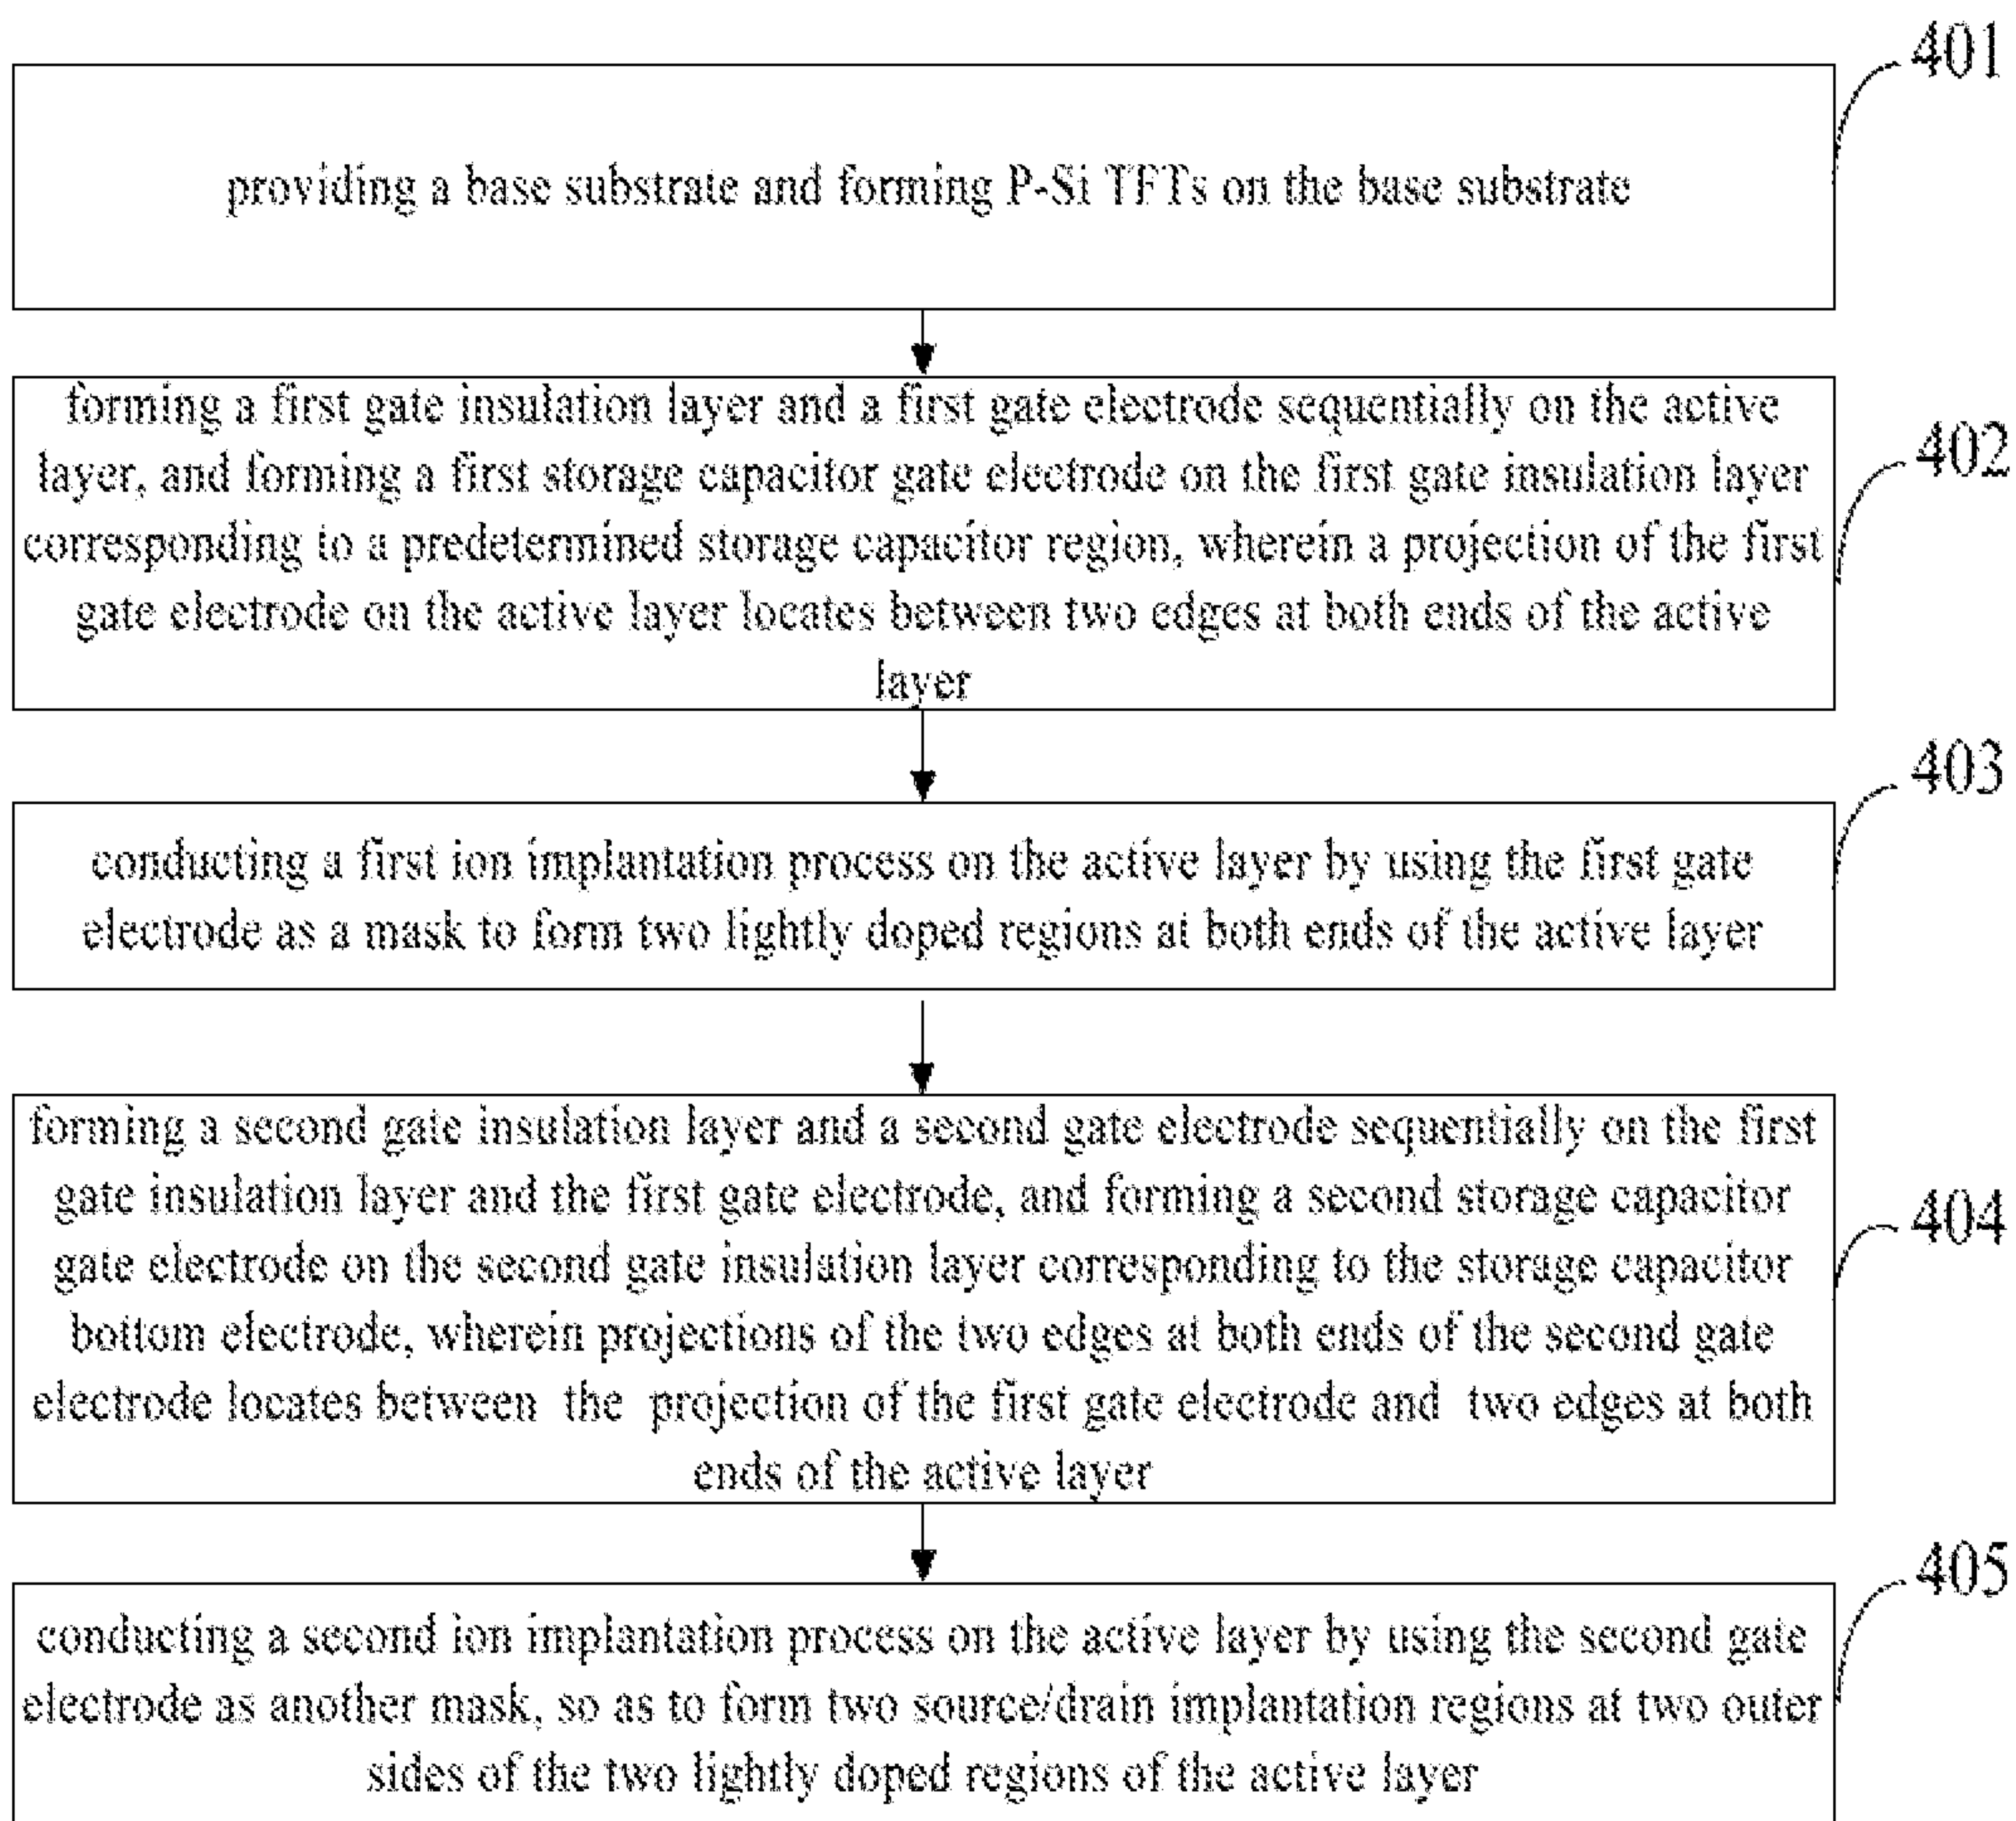 401
providing a base substrate and forming P-Si TFTs on the base substrate
forming a first gate insulation layer and a first gate electrode sequentially on the active
layer, and forming a first storage capacitor gate electrode on the first gate insulation layer
corresponding to a predetermined storage capacitor region, wherein a projection of the first
gate electrode on the active layer locates between two edges at both ends of the active
layer
402
403
conducting a first ion implantation process on the active layer by using the first gate
electrode as a mask to form two lightly doped regions at both ends of the active layer
forming a second gate insulation layer and a second gate electrode sequentially on the first
gate insulation layer and the first gate electrode, and forming a second storage capacitor
gate electrode on the second gate insulation layer corresponding to the storage capacitor
bottom electrode, wherein projections of the two edges at both ends of the second gate
electrode locates between the projection of the first gate electrode and two edges at both
ends of the active layer
404
405
conducting a second ion implantation process on the active layer by using the second gate
electrode as another mask, so as to form two source/drain implantation regions at two outer
sides of the two lightly doped regions of the active layer